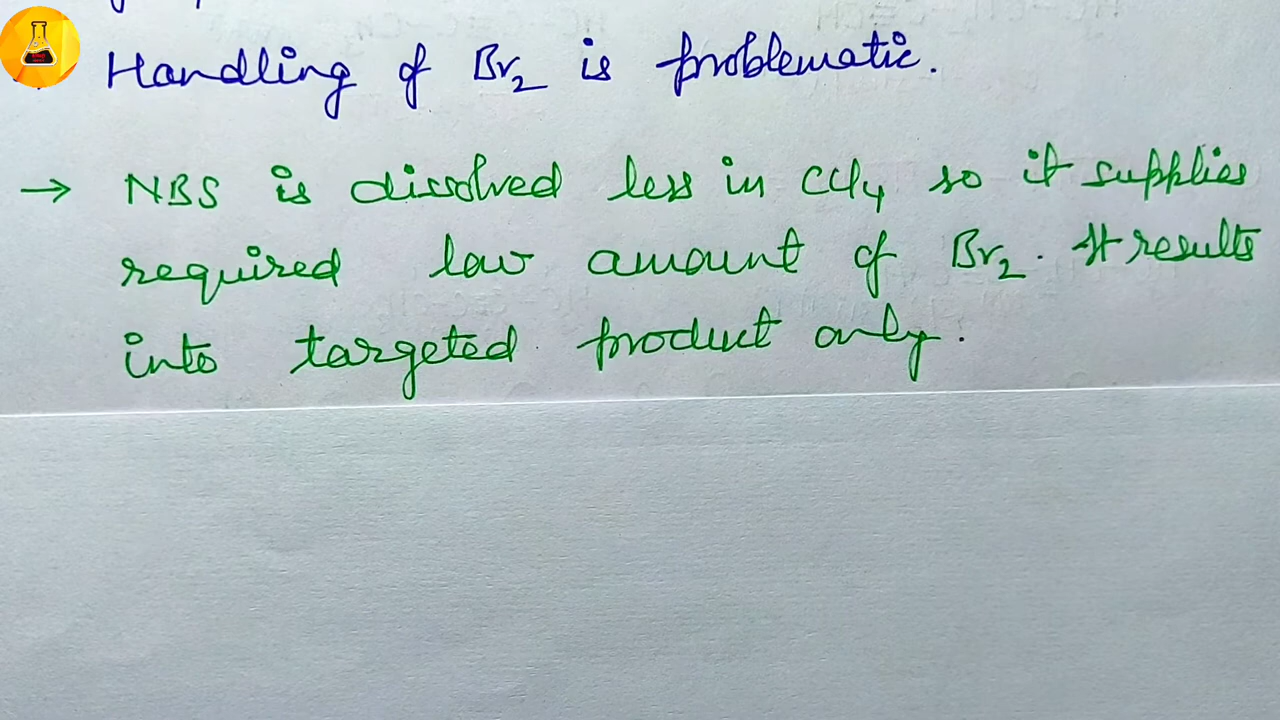 Handling of Br₂ is problematic.
→ NBS is dissolved less in CCl₄ so it supplies
required low amount of Br₂. It results
into targeted product only.